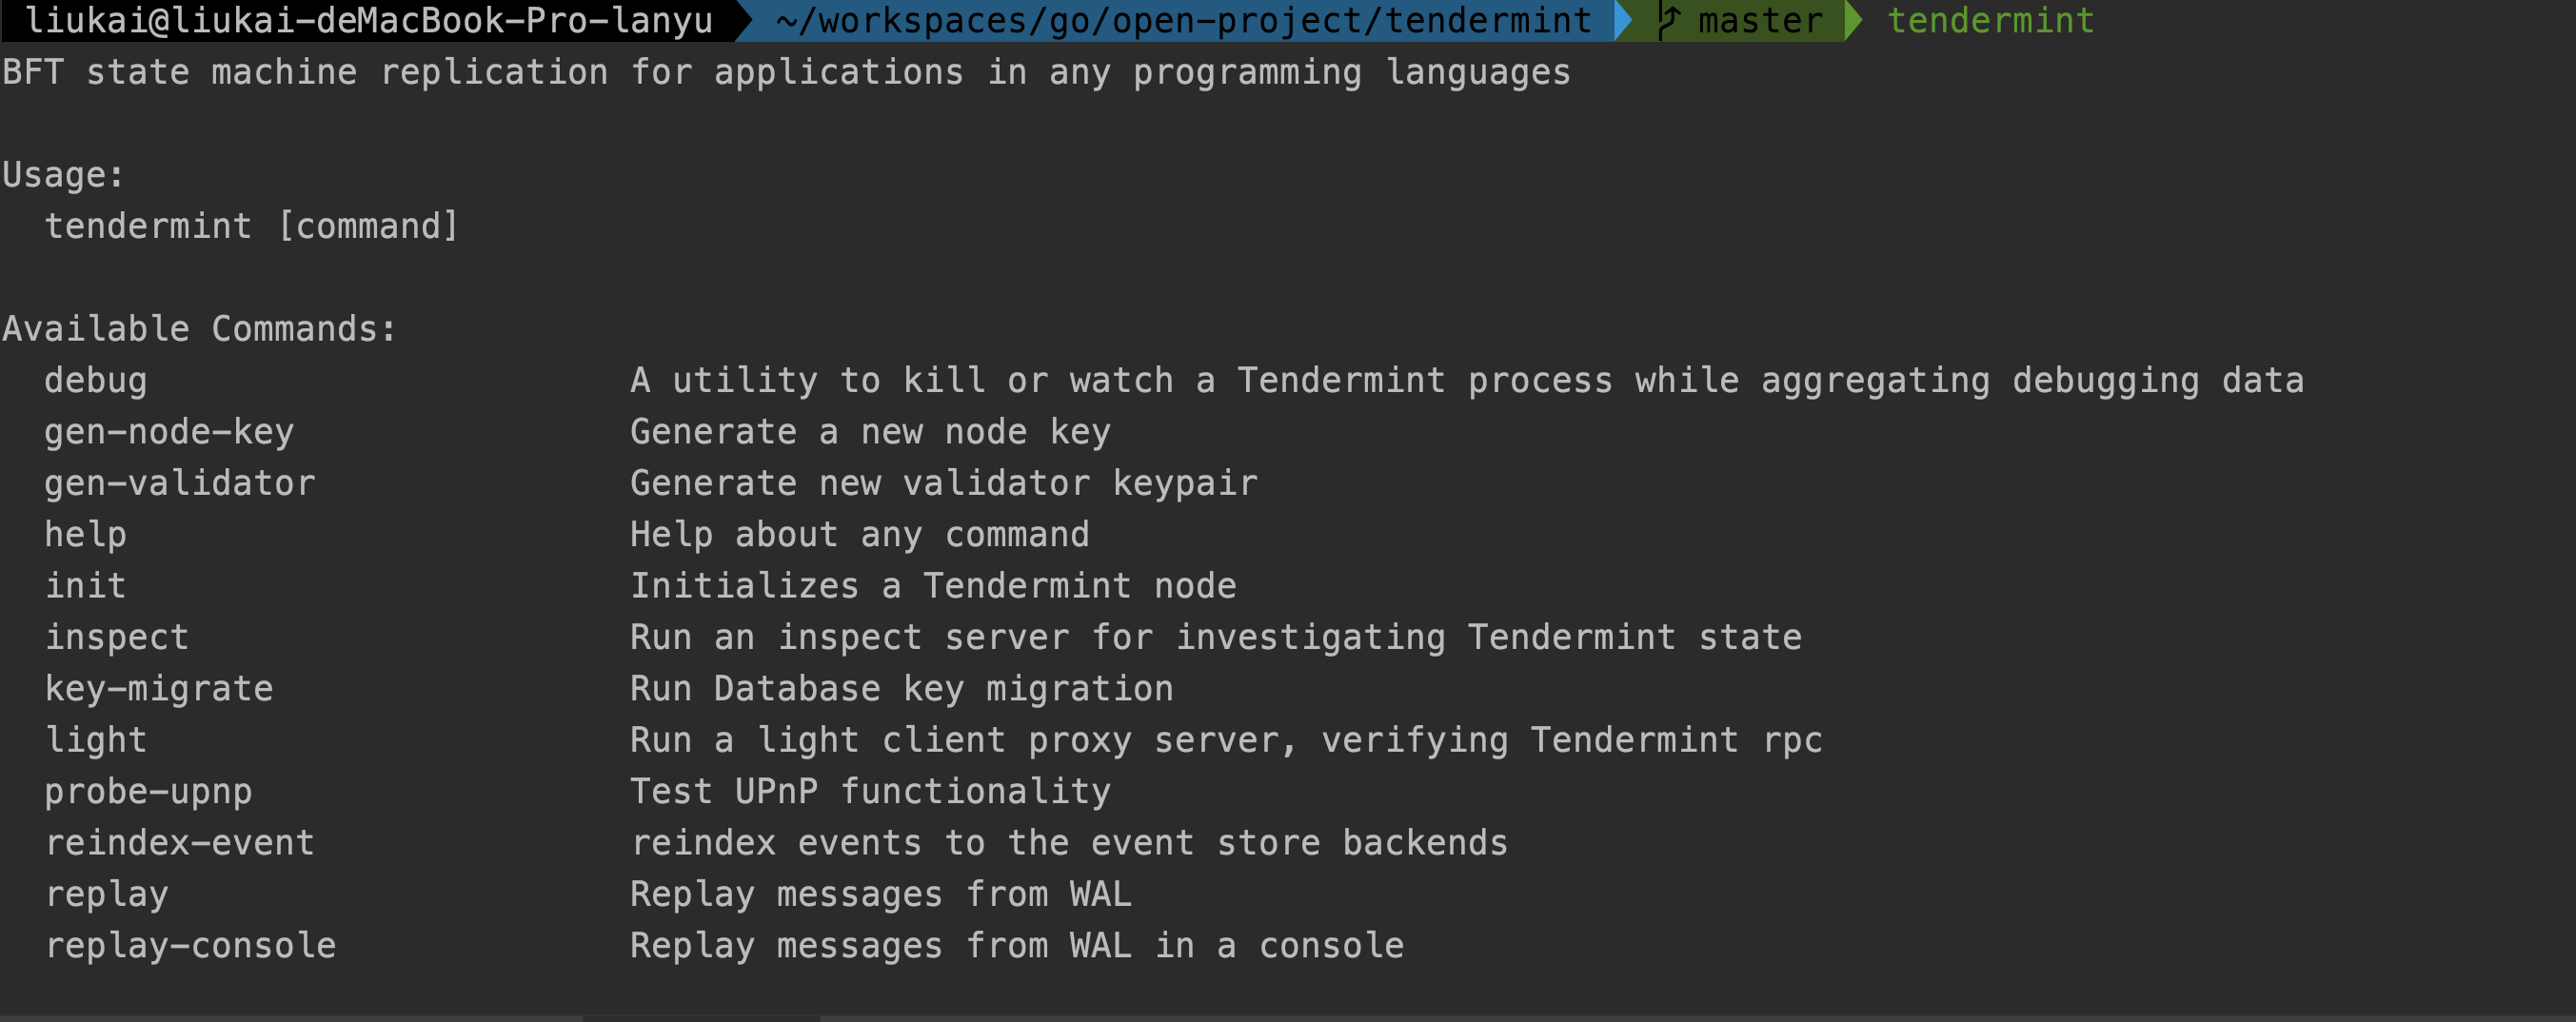 liukai@liukai-deMacBook-Pro-lanyu ~/workspaces/go/open-project/tendermint master tendermint
BFT state machine replication for applications in any programming languages
Usage:
tendermint [command]
Available Commands:
debug A utility to kill or watch a Tendermint process while aggregating debugging data
gen-node-key Generate a new node key
gen-validator Generate new validator keypair
help Help about any command
init Initializes a Tendermint node
inspect Run an inspect server for investigating Tendermint state
key-migrate Run Database key migration
light Run a light client proxy server, verifying Tendermint rpc
probe-upnp Test UPnP functionality
reindex-event reindex events to the event store backends
replay Replay messages from WAL
replay-console Replay messages from WAL in a console